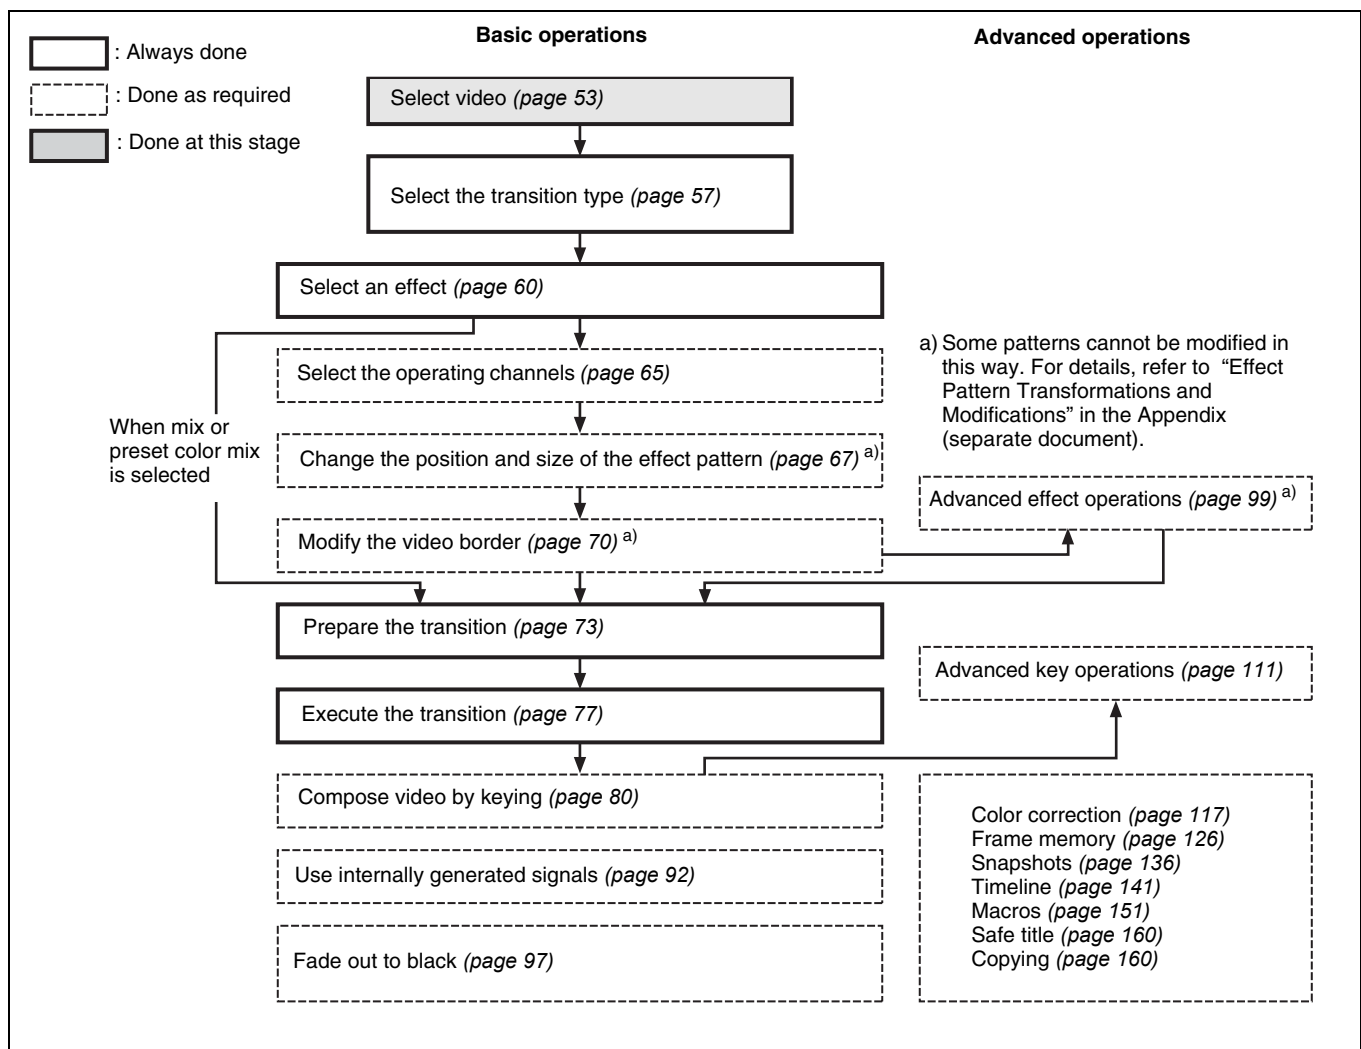 Basic operations
Advanced operations
: Always done
: Done as required
: Done at this stage
Select video (page 53)
Select the transition type (page 57)
Select an effect (page 60)
Select the operating channels (page 65)
When mix or
preset color mix
is selected
Change the position and size of the effect pattern (page 67) a)
Modify the video border (page 70) a)
a) Some patterns cannot be modified in
this way. For details, refer to “Effect
Pattern Transformations and
Modifications” in the Appendix
(separate document).
Advanced effect operations (page 99) a)
Prepare the transition (page 73)
Execute the transition (page 77)
Advanced key operations (page 111)
Compose video by keying (page 80)
Use internally generated signals (page 92)
Fade out to black (page 97)
Color correction (page 117)
Frame memory (page 126)
Snapshots (page 136)
Timeline (page 141)
Macros (page 151)
Safe title (page 160)
Copying (page 160)